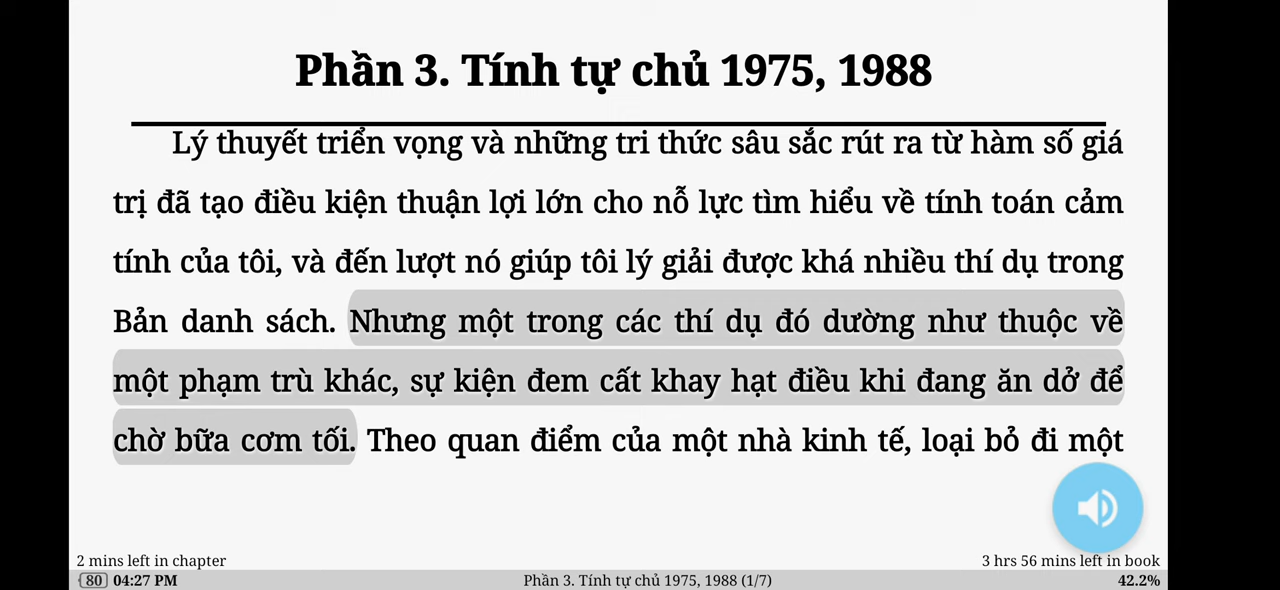 Phần 3. Tính tự chủ 1975, 1988
Lý thuyết triển vọng và những tri thức sâu sắc rút ra từ hàm số giá
trị đã tạo điều kiện thuận lợi lớn cho nỗ lực tìm hiểu về tính toán cảm
tính của tôi, và đến lượt nó giúp tôi lý giải được khá nhiều thí dụ trong
Bản danh sách. Nhưng một trong các thí dụ đó dường như thuộc về
một phạm trù khác, sự kiện đem cất khay hạt điều khi đang ăn dở để
chờ bữa cơm tối. Theo quan điểm của một nhà kinh tế, loại bỏ đi một
2 mins left in chapter
3 hrs 56 mins left in book
80 04:27 PM
Phần 3. Tính tự chủ 1975, 1988 (1/7)
42.2%